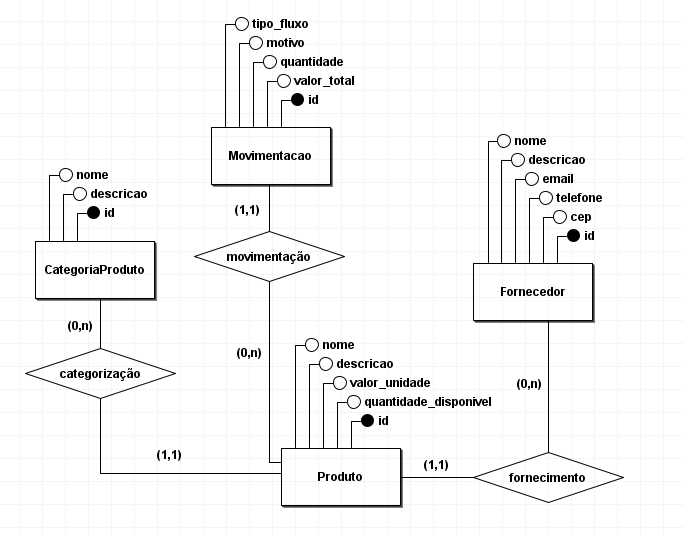 tipo_fluxo
motivo
quantidade
valor_total
id
Movimentacao
(1,1)
movimentação
(0,n)
nome
descricao
id
CategoriaProduto
(0,n)
categorização
(1,1)
nome
descricao
email
telefone
cep
id
Fornecedor
(0,n)
fornecimento
(1,1)
nome
descricao
valor_unidade
quantidade_disponivel
id
Produto